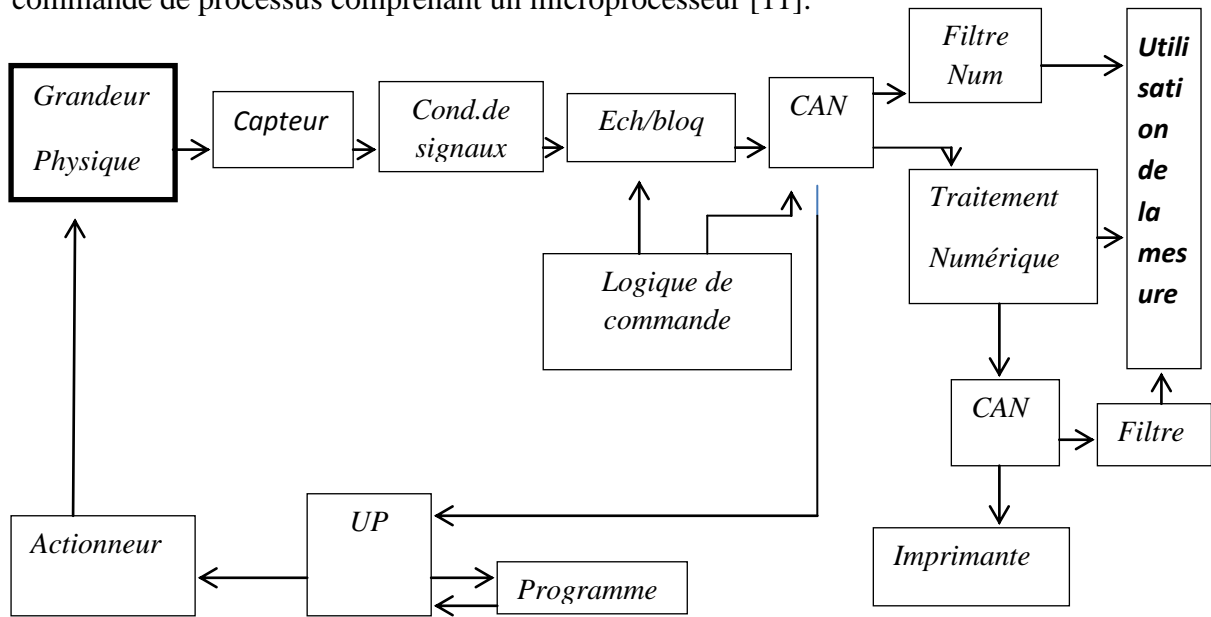 commande de processus comprenant un microprocesseur [11].
Grandeur
Physique
Capteur
Cond.de
signaux
Ech/bloq
CAN
Filtre
Num
Utili
sati
on
de
la
mes
ure
Traitement
Numérique
Logique de
commande
CAN
Filtre
Imprimante
UP
Programme
Actionneur